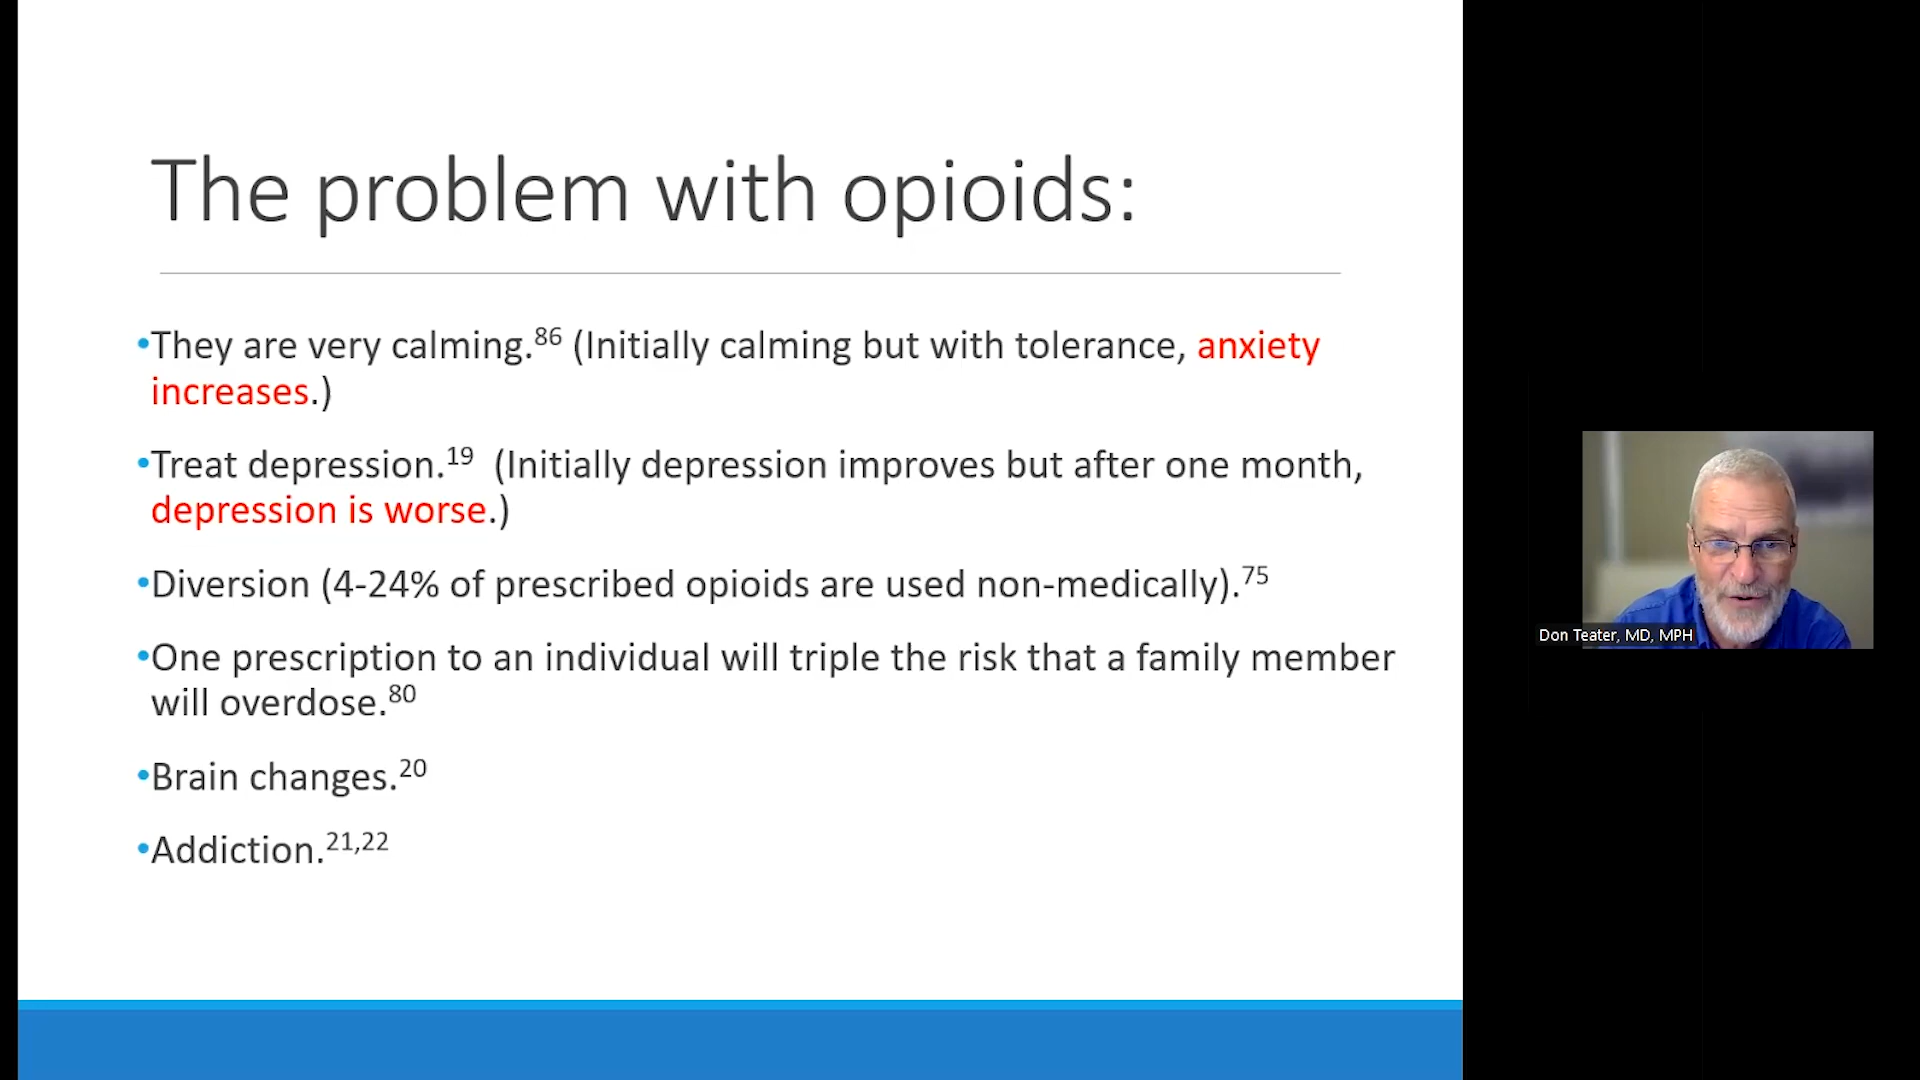 The problem with opioids:
•They are very calming.86 (Initially calming but with tolerance, anxiety
increases.)
•Treat depression.19 (Initially depression improves but after one month,
depression is worse.)
•Diversion (4-24% of prescribed opioids are used non-medically).75
•One prescription to an individual will triple the risk that a family member
will overdose.80
•Brain changes.20
•Addiction.21,22
Don Teater, MD, MPH